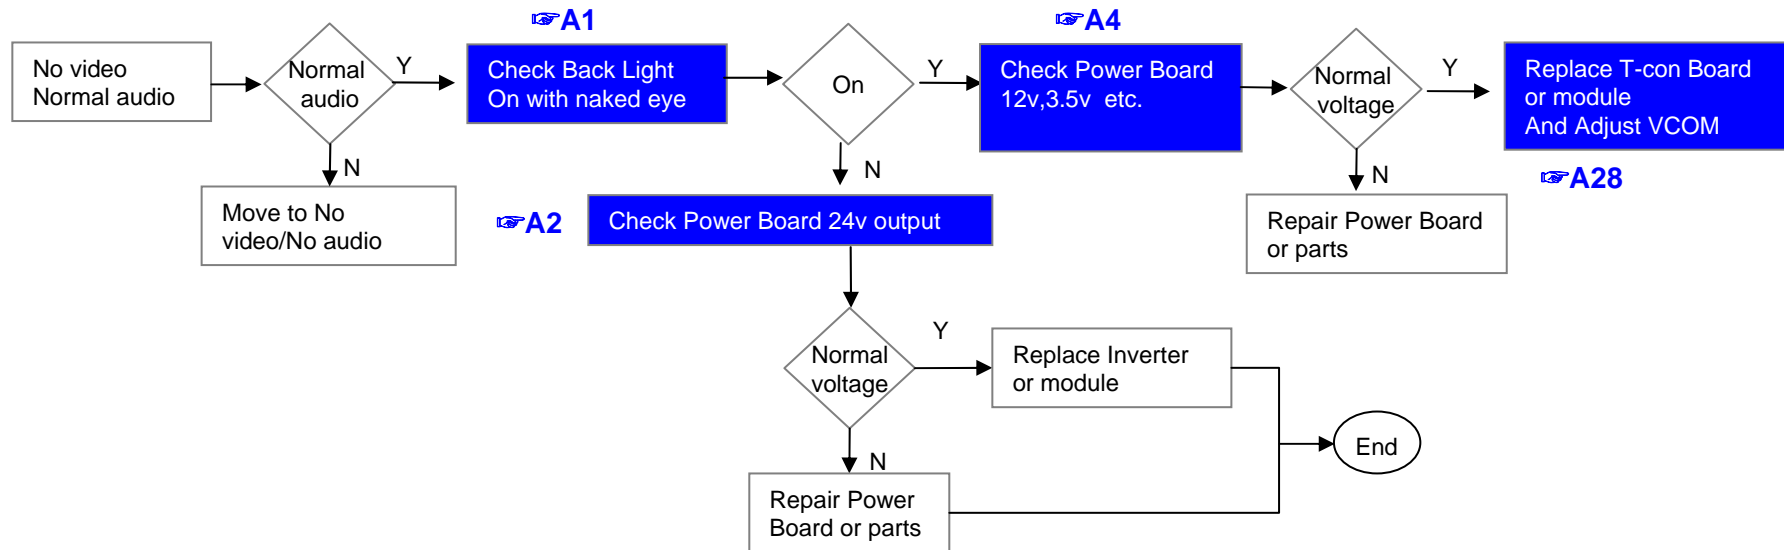 ☞A1
☞A4
No video
Normal audio
Normal
audio
Y
Check Back Light
On with naked eye
On
Y
Check Power Board
12v,3.5v etc.
Normal
voltage
Y
Replace T-con Board
or module
And Adjust VCOM
N
Move to No
video/No audio
N
☞A2
Check Power Board 24v output
N
Repair Power Board
or parts
☞A28
Normal
voltage
Y
Replace Inverter
or module
End
N
Repair Power
Board or parts